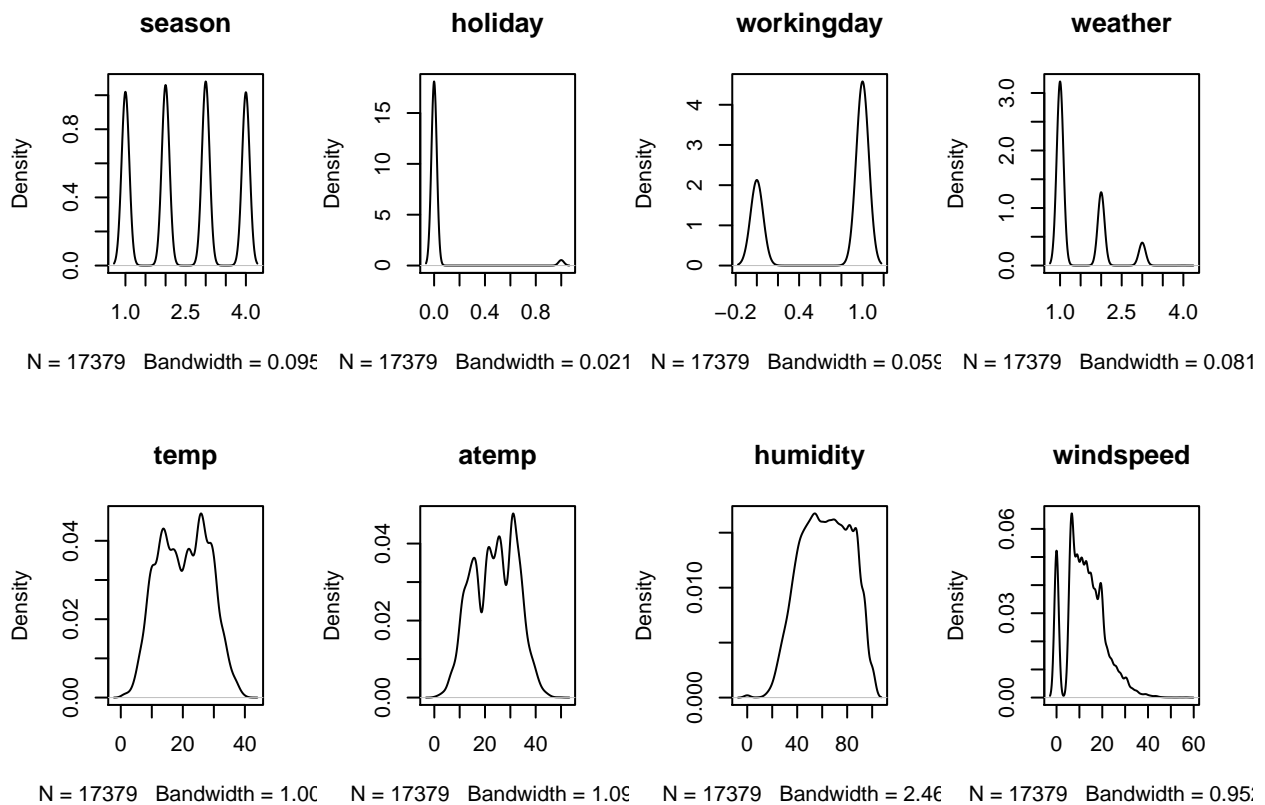 season
holiday
workingday
weather
Density
0.0 0.4 0.8
1.0 2.5 4.0
N = 17379 Bandwidth = 0.095
Density
0 5 10 15
0.0 0.4 0.8
N = 17379 Bandwidth = 0.021
Density
0 1 2 3 4
−0.2 0.4 1.0
N = 17379 Bandwidth = 0.059
Density
0.0 1.0 2.0 3.0
1.0 2.5 4.0
N = 17379 Bandwidth = 0.081
temp
atemp
humidity
windspeed
Density
0.00 0.02 0.04
0 20 40
N = 17379 Bandwidth = 1.00
Density
0.00 0.02 0.04
0 20 40
N = 17379 Bandwidth = 1.09
Density
0.000 0.010
0 40 80
N = 17379 Bandwidth = 2.46
Density
0.00 0.03 0.06
0 20 40 60
N = 17379 Bandwidth = 0.952